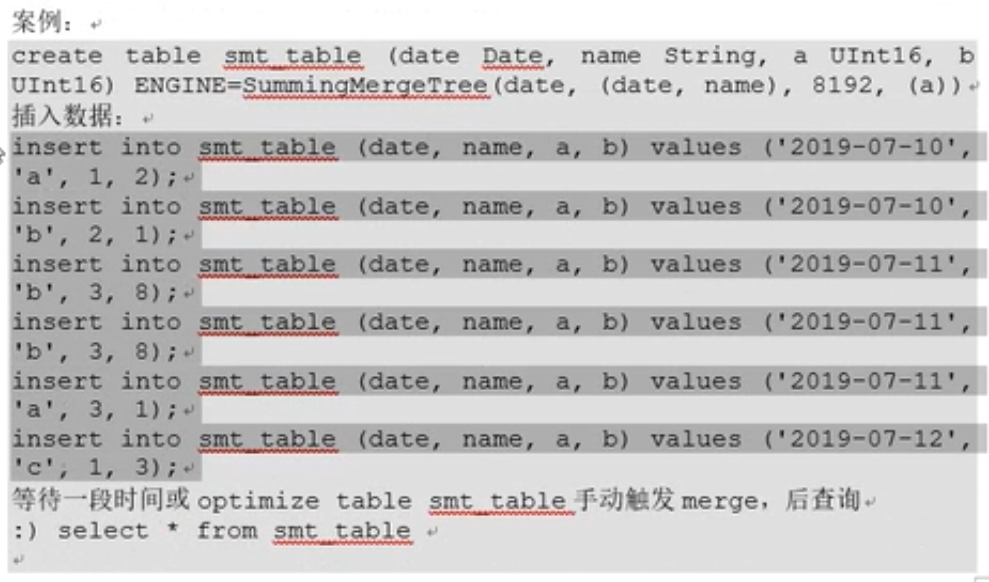 案例：
create table smt_table (date Date, name String, a UInt16, b
UInt16) ENGINE=SummingMergeTree(date, (date, name), 8192, (a))
插入数据：
insert into smt_table (date, name, a, b) values ('2019-07-10',
'a', 1, 2);
insert into smt_table (date, name, a, b) values ('2019-07-10',
'b', 2, 1);
insert into smt_table (date, name, a, b) values ('2019-07-11',
'b', 3, 8);
insert into smt_table (date, name, a, b) values ('2019-07-11',
'b', 3, 8);
insert into smt_table (date, name, a, b) values ('2019-07-11',
'a', 3, 1);
insert into smt_table (date, name, a, b) values ('2019-07-12',
'c', 1, 3);
等待一段时间或 optimize table smt_table 手动触发 merge，后查询
:) select * from smt_table